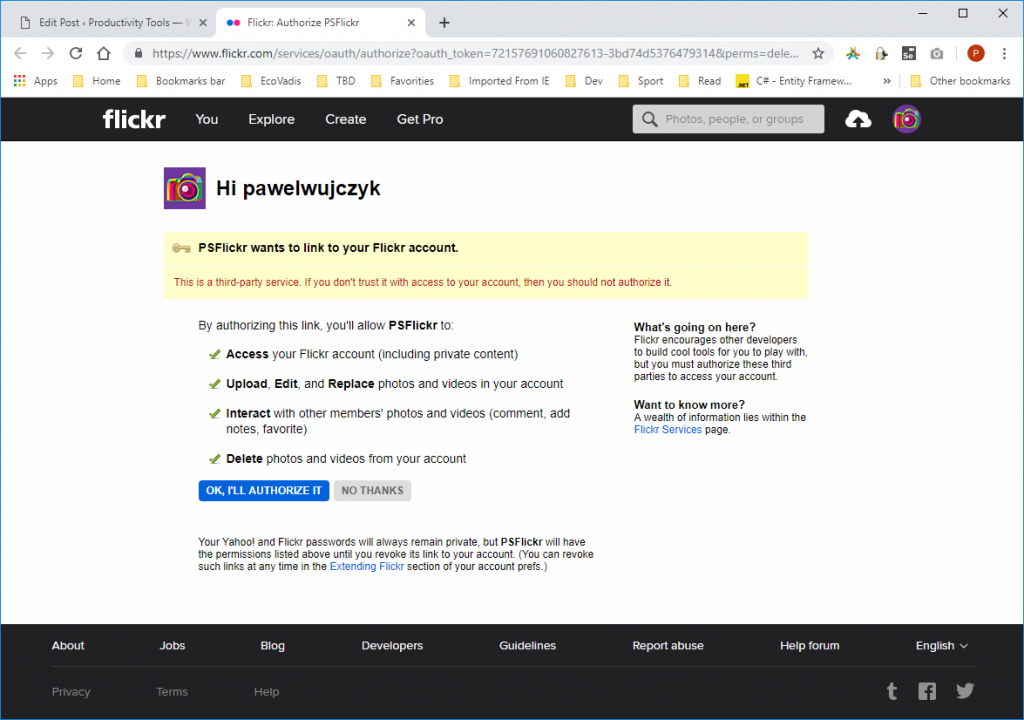 Edit Post ‹ Productivity Tools —
Flickr: Authorize PSFlickr
https://www.flickr.com/services/oauth/authorize?oauth_token=72157691060827613-3bd74d5376479314&perms=dele...
P
Apps Home Bookmarks bar EcoVadis TBD Favorites Imported From IE Dev Sport Read C# - Entity Framew... » Other bookmarks
flickr You Explore Create Get Pro Photos, people, or groups
Hi pawelwujczyk
PSFlickr wants to link to your Flickr account.
This is a third-party service. If you don't trust it with access to your account, then you should not authorize it.
By authorizing this link, you'll allow PSFlickr to:
Access your Flickr account (including private content)
Upload, Edit, and Replace photos and videos in your account
Interact with other members' photos and videos (comment, add
notes, favorite)
Delete photos and videos from your account
OK, I'LL AUTHORIZE IT NO THANKS
Your Yahoo! and Flickr passwords will always remain private, but PSFlickr will have
the permissions listed above until you revoke its link to your account. (You can revoke
such links at any time in the Extending Flickr section of your account prefs.)
What's going on here?
Flickr encourages other developers
to build cool tools for you to play with,
but you must authorize these third
parties to access your account.
Want to know more?
A wealth of information lies within the
Flickr Services page.
About Jobs Blog Developers Guidelines Report abuse Help forum English
Privacy Terms Help